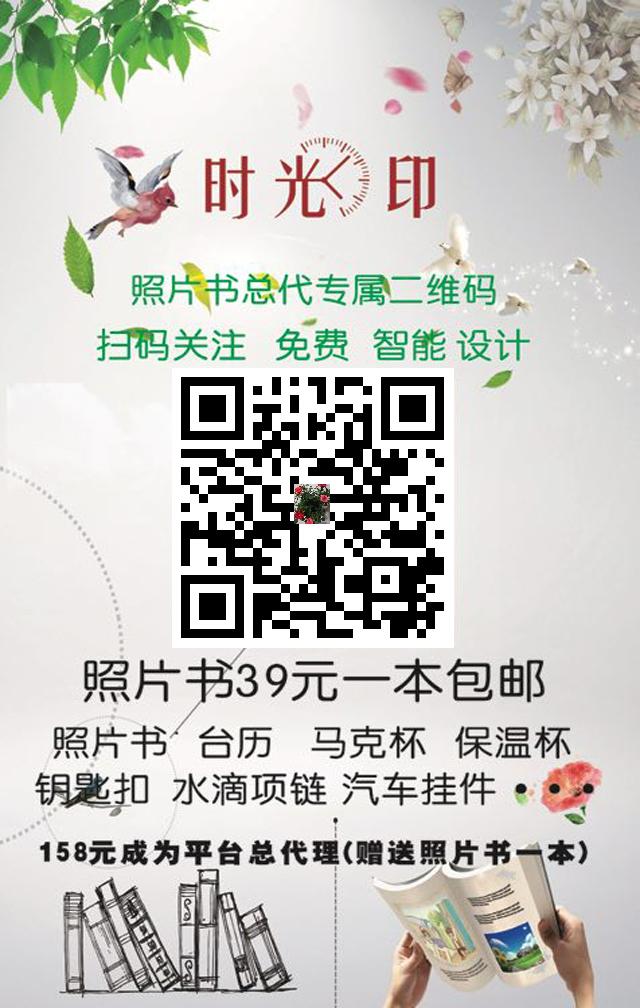 时光印
照片书总代专属二维码
扫码关注 免费 智能 设计
照片书39元一本包邮
照片书 台历 马克杯 保温杯
钥匙扣 水滴项链 汽车挂件
158元成为平台总代理(赠送照片书一本)